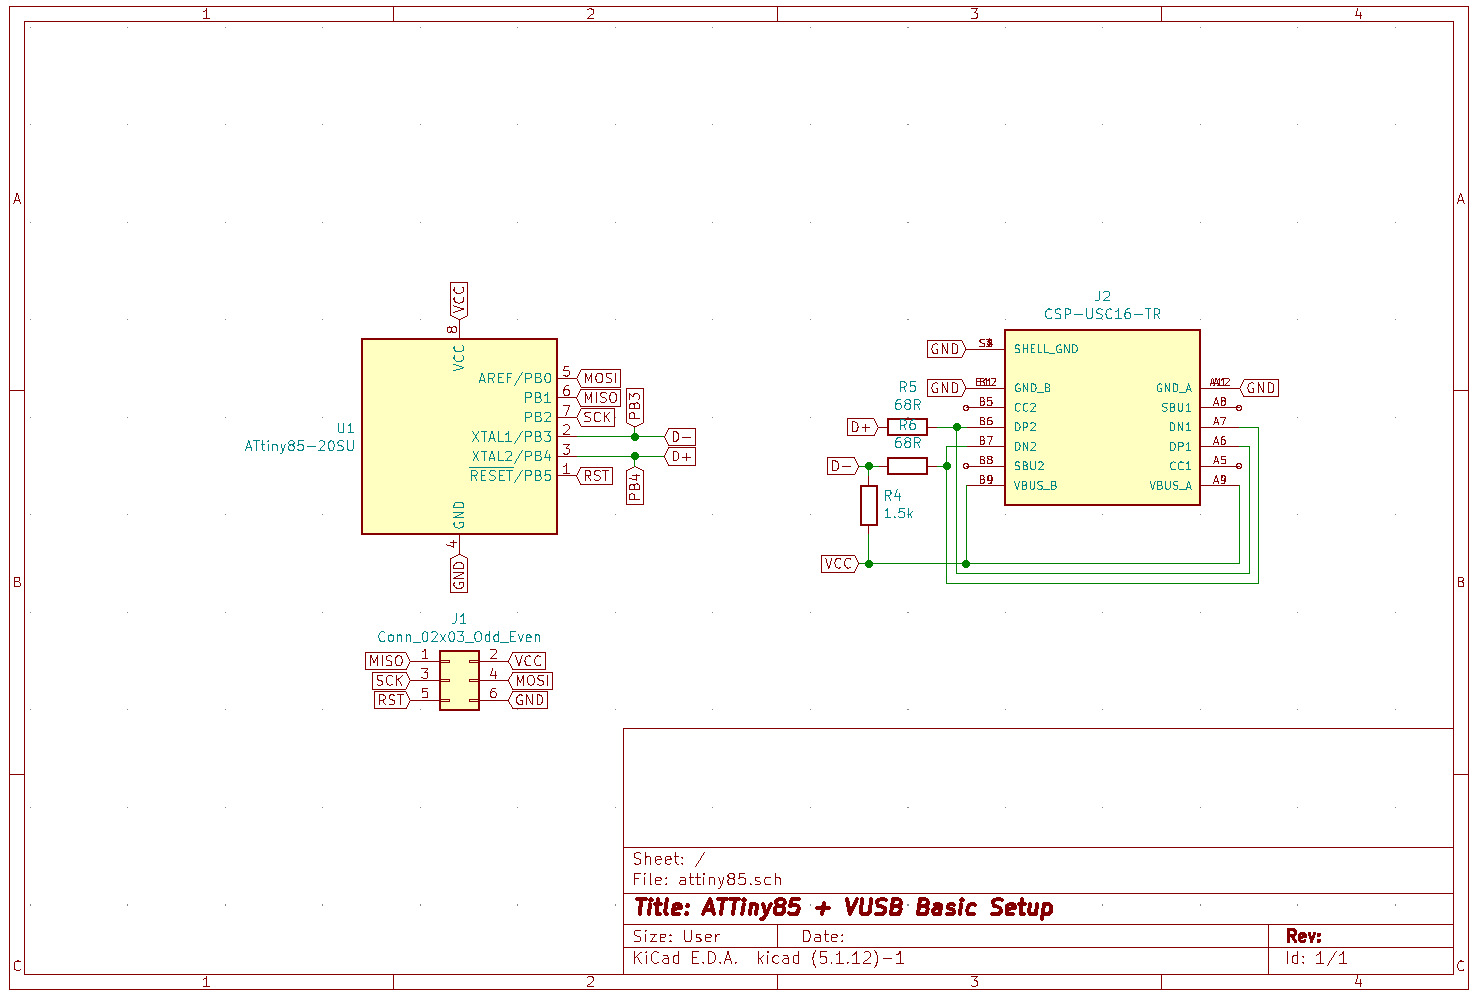 1 2 3 4
A A
B B
C C
VCC
8
VCC
U1
ATtiny85-20SU
AREF/PB0 5 MOSI
PB1 6 MISO
PB2 7 SCK
XTAL1/PB3 2 PB3 D-
XTAL2/PB4 3 PB4 D+
RESET/PB5 1 RST
GND
4
GND
J1
Conn_02x03_Odd_Even
MISO 1 2 VCC
SCK 3 4 MOSI
RST 5 6 GND
J2
CSP-USC16-TR
GND SHELL_GND
GND GND_B GND_A GND
B5 CC2 SBU1 A8
R5
68R
D+ B6 DP2 DN1 A7
R6
68R
B7 DN2 DP1 A6
D- B8 SBU2 CC1 A5
B9 VBUS_B VBUS_A A9
R4
1.5k
VCC
Sheet: /
File: attiny85.sch
Title: ATTiny85 + VUSB Basic Setup
Size: User Date: Rev:
KiCad E.D.A. kicad (5.1.12)-1 Id: 1/1
1 2 3 4